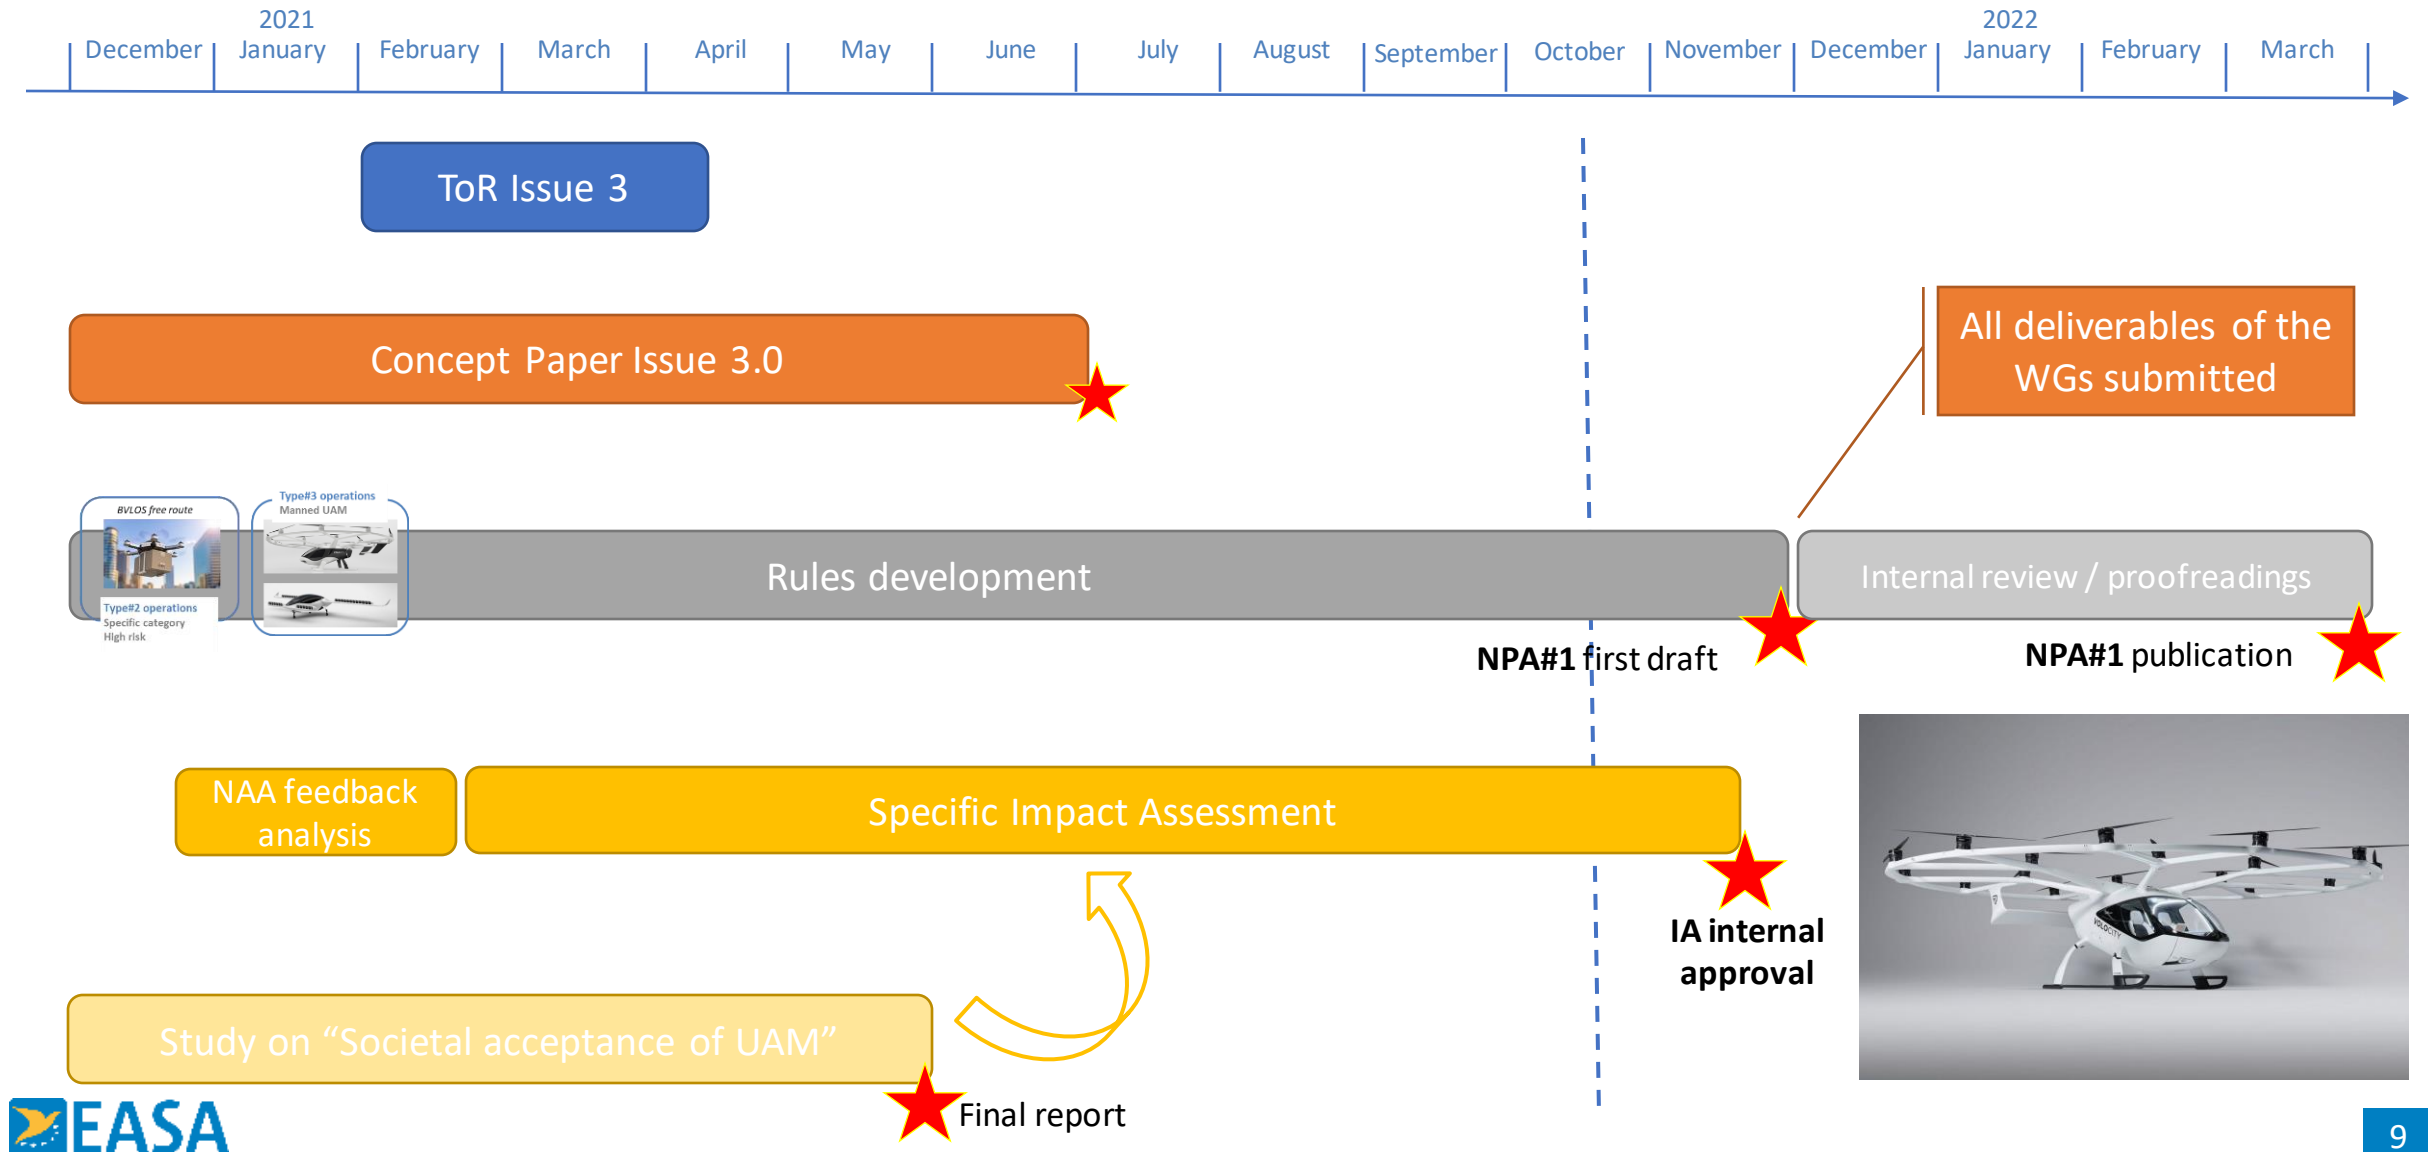 2021
2022
December
January
February
March
April
May
June
July
August
September
October
November
December
January
February
March
ToR Issue 3
All deliverables of the
WGs submitted
Concept Paper Issue 3.0
BVLOS free route
Type#2 operations
Specific category
High risk
Type#3 operations
Manned UAM
Rules development
Internal review / proofreadings
NPA#1 first draft
NPA#1 publication
NAA feedback
analysis
Specific Impact Assessment
IA internal
approval
VOLOCITY
Study on “Societal acceptance of UAM”
Final report
EASA
9